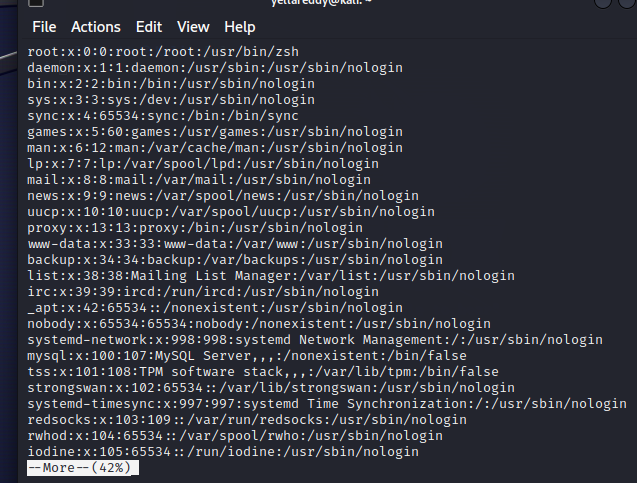 yellareddy@kali: ~
File Actions Edit View Help
root:x:0:0:root:/root:/usr/bin/zsh
daemon:x:1:1:daemon:/usr/sbin:/usr/sbin/nologin
bin:x:2:2:bin:/bin:/usr/sbin/nologin
sys:x:3:3:sys:/dev:/usr/sbin/nologin
sync:x:4:65534:sync:/bin:/bin/sync
games:x:5:60:games:/usr/games:/usr/sbin/nologin
man:x:6:12:man:/var/cache/man:/usr/sbin/nologin
lp:x:7:7:lp:/var/spool/lpd:/usr/sbin/nologin
mail:x:8:8:mail:/var/mail:/usr/sbin/nologin
news:x:9:9:news:/var/spool/news:/usr/sbin/nologin
uucp:x:10:10:uucp:/var/spool/uucp:/usr/sbin/nologin
proxy:x:13:13:proxy:/bin:/usr/sbin/nologin
www-data:x:33:33:www-data:/var/www:/usr/sbin/nologin
backup:x:34:34:backup:/var/backups:/usr/sbin/nologin
list:x:38:38:Mailing List Manager:/var/list:/usr/sbin/nologin
irc:x:39:39:ircd:/run/ircd:/usr/sbin/nologin
_apt:x:42:65534::/nonexistent:/usr/sbin/nologin
nobody:x:65534:65534:nobody:/nonexistent:/usr/sbin/nologin
systemd-network:x:998:998:systemd Network Management:/:/usr/sbin/nologin
mysql:x:100:107:MySQL Server,,,:/nonexistent:/bin/false
tss:x:101:108:TPM software stack,,,:/var/lib/tpm:/bin/false
strongswan:x:102:65534::/var/lib/strongswan:/usr/sbin/nologin
systemd-timesync:x:997:997:systemd Time Synchronization:/:/usr/sbin/nologin
redsocks:x:103:109::/var/run/redsocks:/usr/sbin/nologin
rwhod:x:104:65534::/var/spool/rwho:/usr/sbin/nologin
iodine:x:105:65534::/run/iodine:/usr/sbin/nologin
--More--(42%)